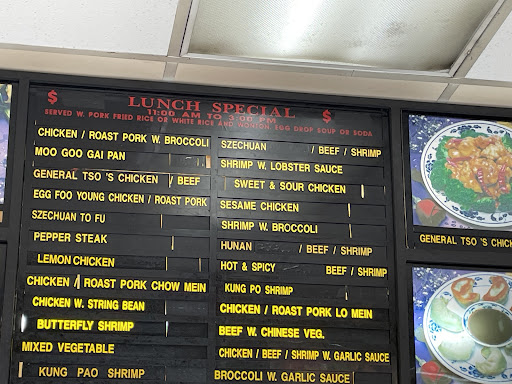 $ LUNCH SPECIAL $
11:00 AM TO 3:00 PM
SERVED W. PORK FRIED RICE OR WHITE RICE AND WONTON, EGG DROP SOUP OR SODA
CHICKEN / ROAST PORK W. BROCCOLI
MOO GOO GAI PAN
GENERAL TSO 'S CHICKEN / BEEF
EGG FOO YOUNG CHICKEN / ROAST PORK
SZECHUAN TO FU
PEPPER STEAK
LEMON CHICKEN
CHICKEN / ROAST PORK CHOW MEIN
CHICKEN W. STRING BEAN
BUTTERFLY SHRIMP
MIXED VEGETABLE
KUNG PAO SHRIMP
SZECHUAN / BEEF / SHRIMP
SHRIMP W. LOBSTER SAUCE
SWEET & SOUR CHICKEN
SESAME CHICKEN
SHRIMP W. BROCCOLI
HUNAN / BEEF / SHRIMP
HOT & SPICY BEEF / SHRIMP
KUNG PO SHRIMP
CHICKEN / ROAST PORK LO MEIN
BEEF W. CHINESE VEG.
CHICKEN / BEEF / SHRIMP W. GARLIC SAUCE
BROCCOLI W. GARLIC SAUCE
GENERAL TSO 'S CHICK